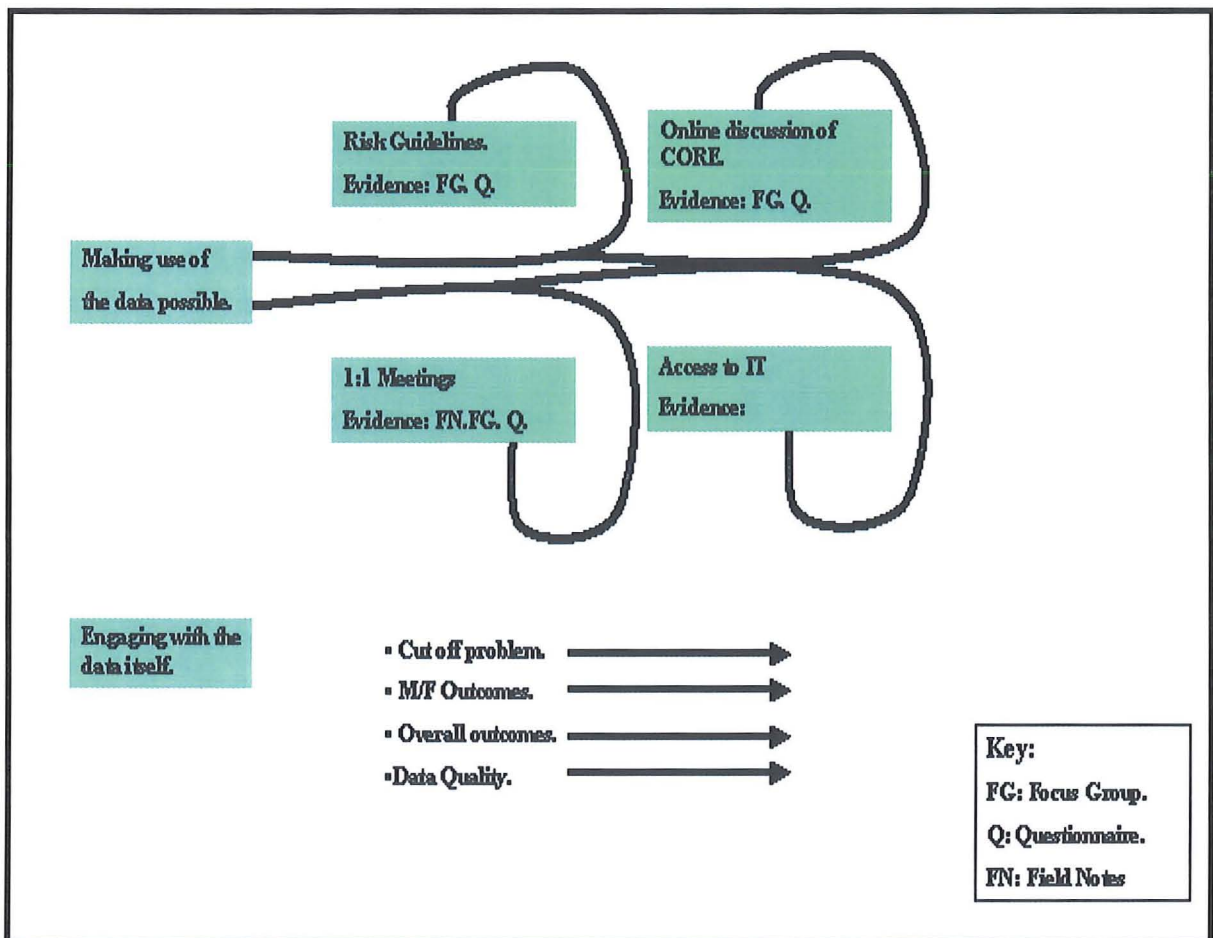 Risk Guidelines.
Evidence: FG. Q.
Online discussion of
CORE.
Evidence: FG. Q.
Making use of
the data possible.
1:1 Meetings
Evidence: FN.FG. Q.
Access to IT
Evidence:
Engaging with the
data itself.
▪ Cut off problem.
▪ M/F Outcomes.
▪ Overall outcomes.
▪Data Quality.
Key:
FG: Focus Group.
Q: Questionnaire.
FN: Field Notes